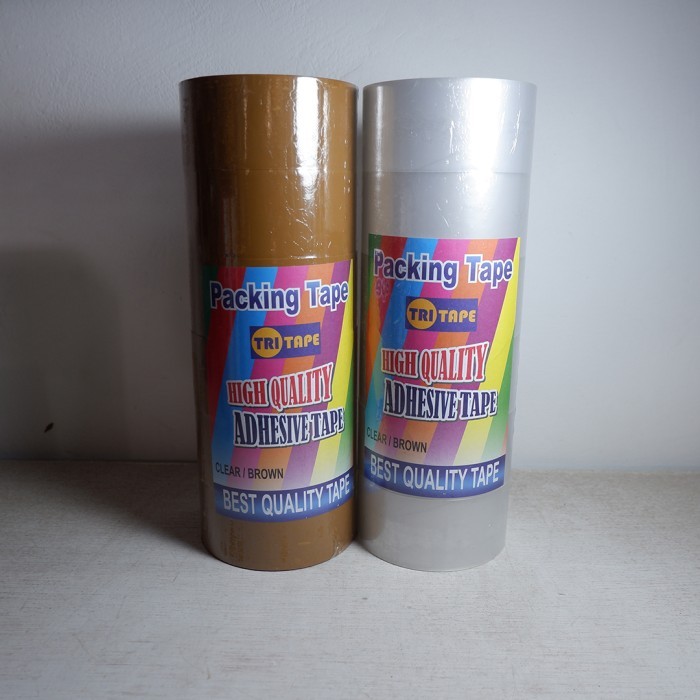 Packing Tape
TRI TAPE
HIGH QUALITY
ADHESIVE TAPE
CLEAR / BROWN
BEST QUALITY TAPE
Packing Tape
TRI TAPE
HIGH QUALITY
ADHESIVE TAPE
CLEAR / BROWN
BEST QUALITY TAPE